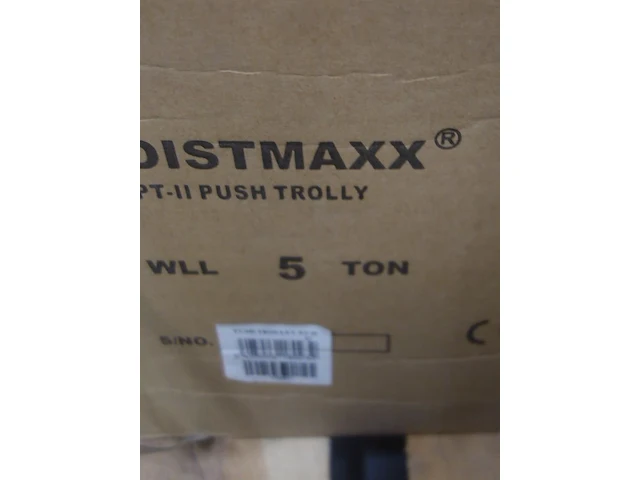 OISTMAXX®
PT-II PUSH TROLLY
WLL 5 TON
S/NO.